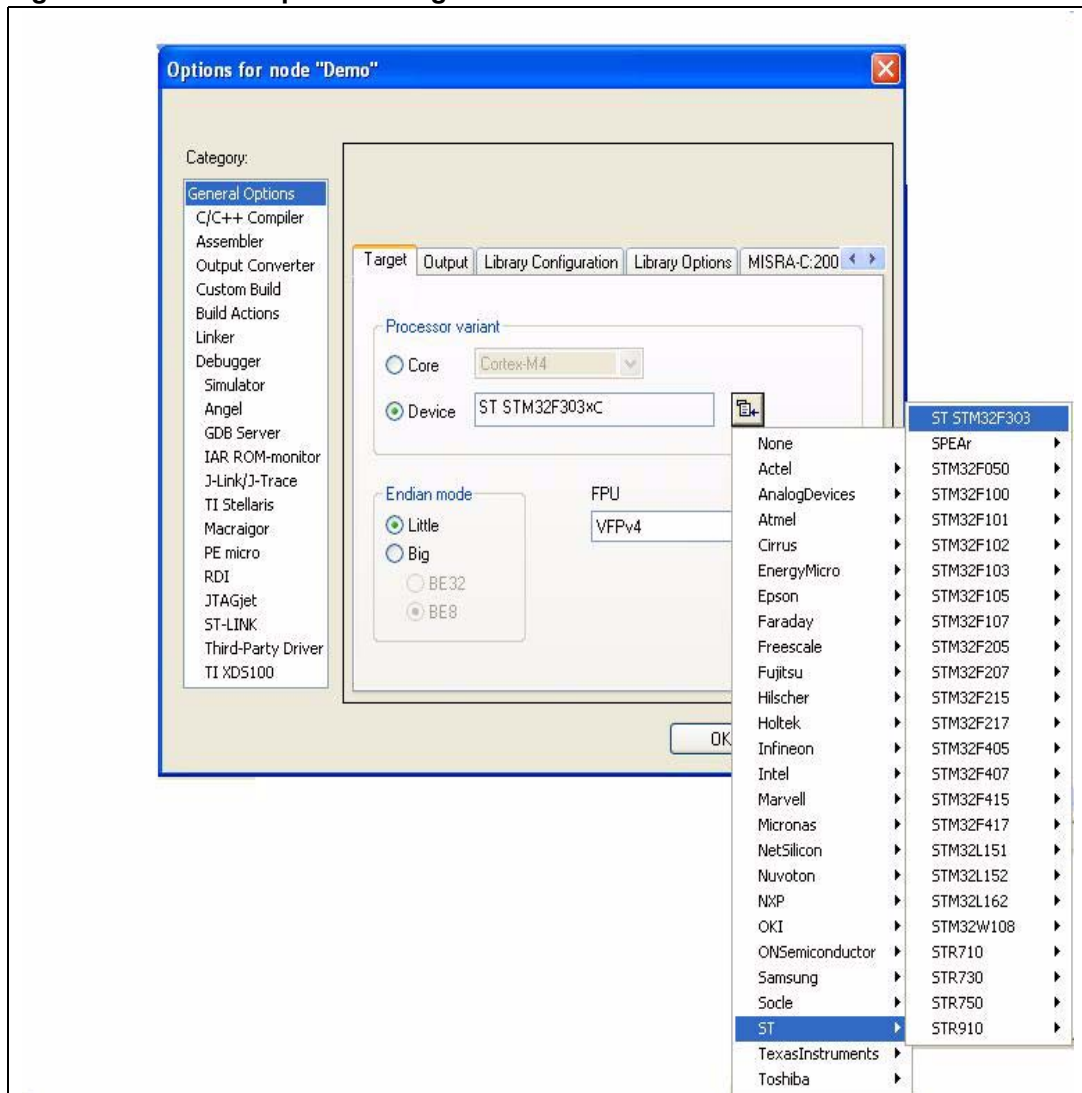 Options for node "Demo"
Category:
General Options
C/C++ Compiler
Assembler
Output Converter
Custom Build
Build Actions
Linker
Debugger
Simulator
Angel
GDB Server
IAR ROM-monitor
J-Link/J-Trace
TI Stellaris
Macraigor
PE micro
RDI
JTAGjet
ST-LINK
Third-Party Driver
TI XDS100
Target Output Library Configuration Library Options MISRA-C:200
Processor variant
Core Cortex-M4
Device ST STM32F303xC
Endian mode
Little
Big
BE32
BE8
FPU
VFPv4
OK
None
Actel
AnalogDevices
Atmel
Cirrus
EnergyMicro
Epson
Faraday
Freescale
Fujitsu
Hilscher
Holtek
Infineon
Intel
Marvell
Micronas
NetSilicon
Nuvoton
NXP
OKI
ONSemiconductor
Samsung
Socle
ST
TexasInstruments
Toshiba
ST STM32F303
SPEAr
STM32F050
STM32F100
STM32F101
STM32F102
STM32F103
STM32F105
STM32F107
STM32F205
STM32F207
STM32F215
STM32F217
STM32F405
STM32F407
STM32F415
STM32F417
STM32L151
STM32L152
STM32L162
STM32W108
STR710
STR730
STR750
STR910